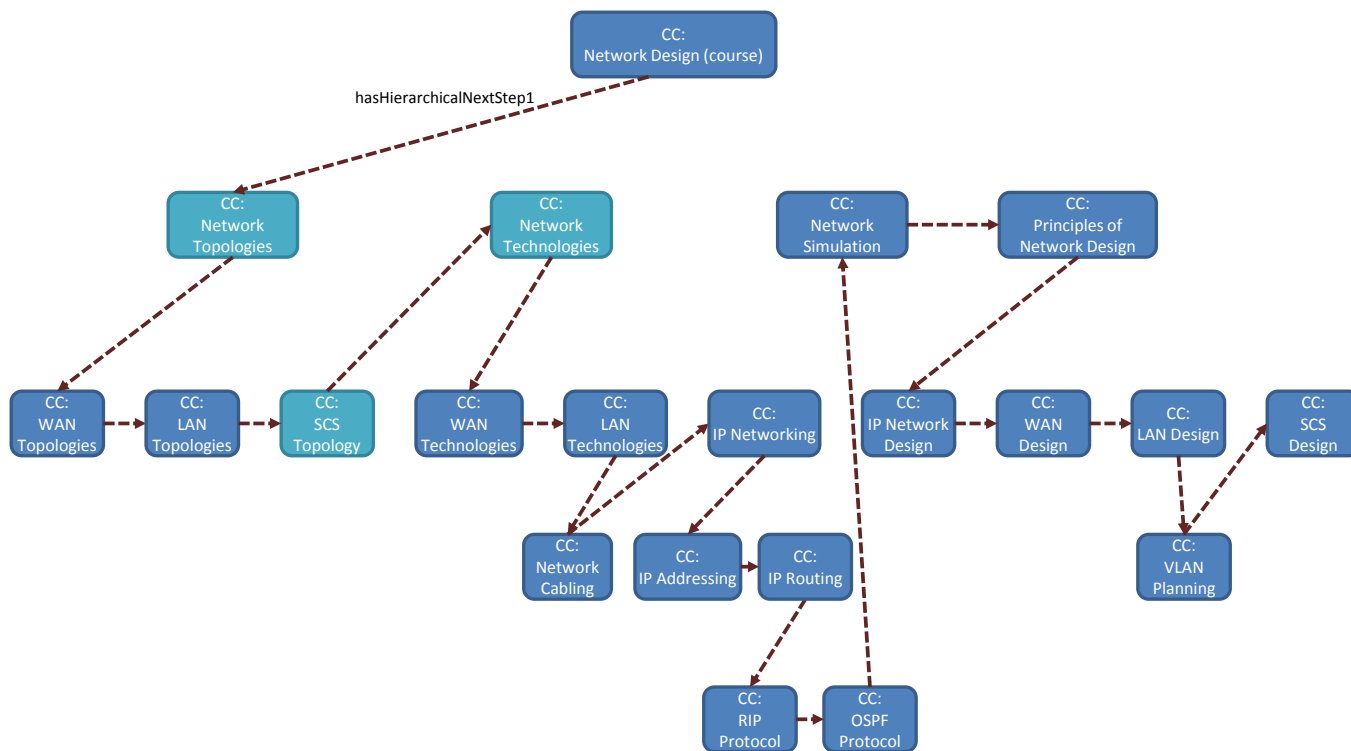 CC:
Network Design (course)
hasHierarchicalNextStep1
CC:
Network
Topologies
CC:
Network
Technologies
CC:
Network
Simulation
CC:
Principles of
Network Design
CC:
WAN
Topologies
CC:
LAN
Topologies
CC:
SCS
Topology
CC:
WAN
Technologies
CC:
LAN
Technologies
CC:
IP Networking
CC:
IP Network
Design
CC:
WAN
Design
CC:
LAN Design
CC:
SCS
Design
CC:
Network
Cabling
CC:
IP Addressing
CC:
IP Routing
CC:
VLAN
Planning
CC:
RIP
Protocol
CC:
OSPF
Protocol